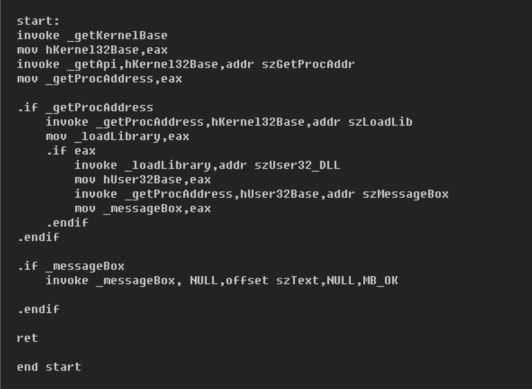 start:
invoke _getKernelBase
mov hKernel32Base,eax
invoke _getApi,hKernel32Base,addr szGetProcAddr
mov _getProcAddress,eax
.if _getProcAddress
invoke _getProcAddress,hKernel32Base,addr szLoadLib
mov _loadLibrary,eax
.if eax
invoke _loadLibrary,addr szUser32_DLL
mov hUser32Base,eax
invoke _getProcAddress,hUser32Base,addr szMessageBox
mov _messageBox,eax
.endif
.endif
.if _messageBox
invoke _messageBox, NULL,offset szText,NULL,MB_OK
.endif
ret
end start